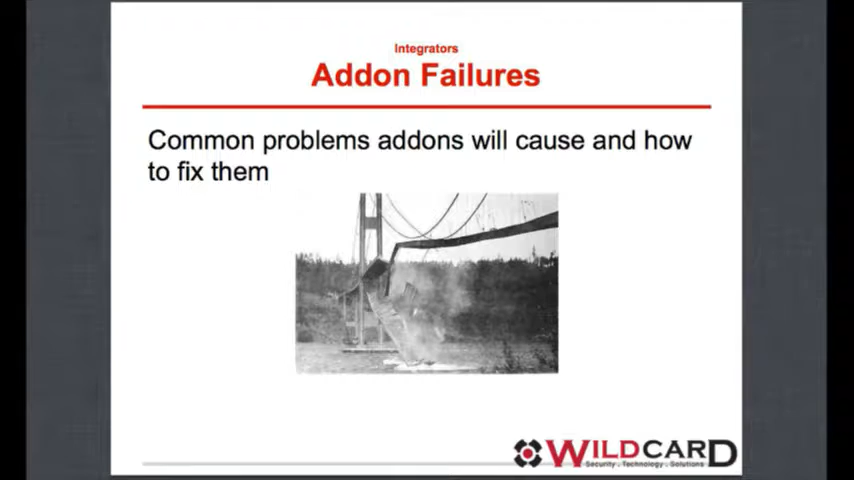 Integrators
Addon Failures
Common problems addons will cause and how
to fix them
WILDCARD
Security . Technology . Solutions